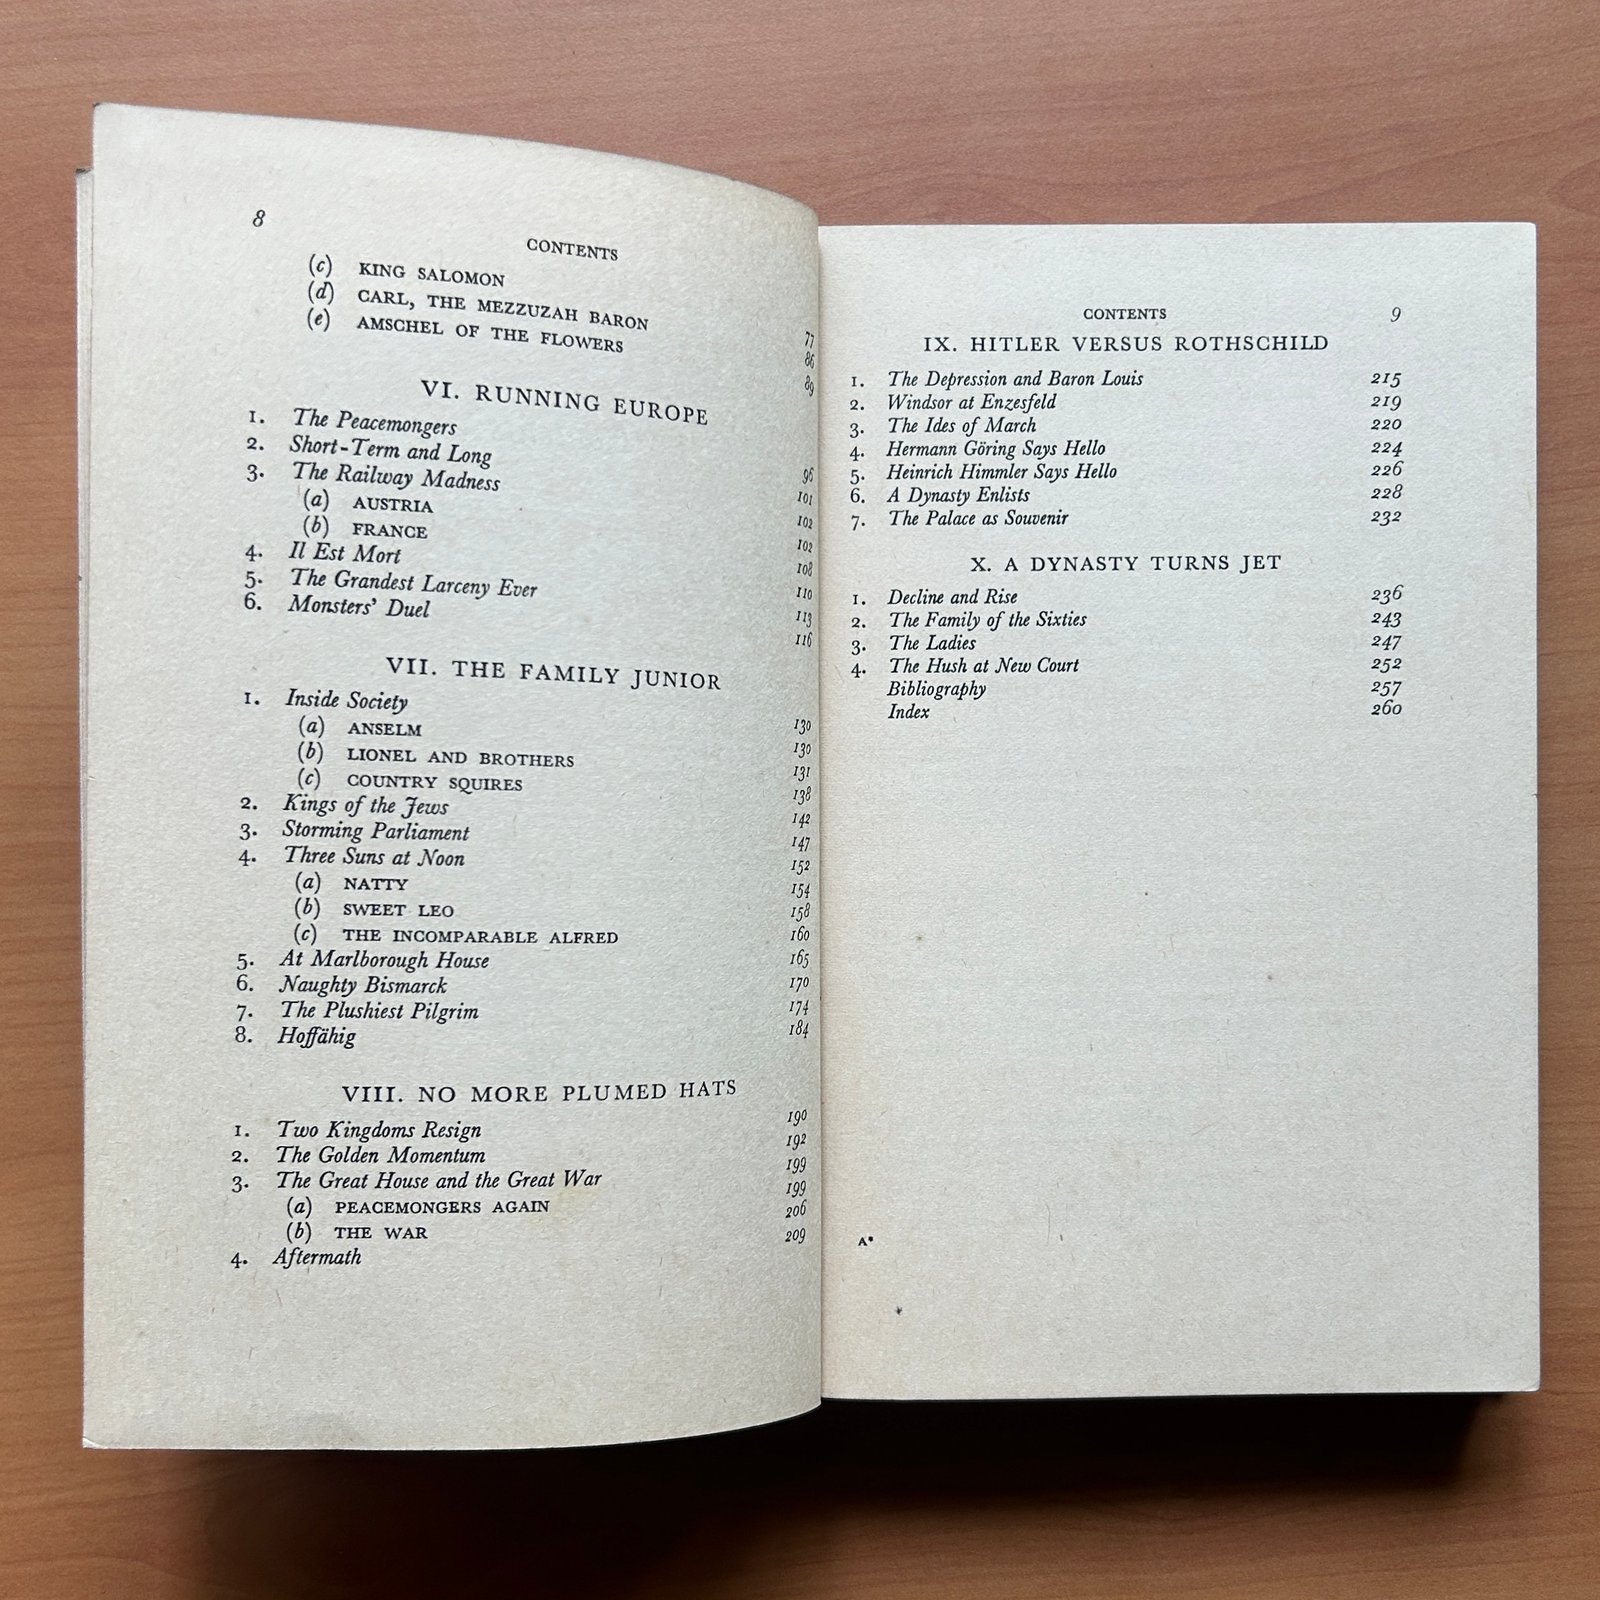 8
CONTENTS
(c) KING SALOMON 77
(d) CARL, THE MEZZUZAH BARON 86
(e) AMSCHEL OF THE FLOWERS 89
VI. RUNNING EUROPE
1. The Peacemongers 96
2. Short-Term and Long 101
3. The Railway Madness 102
(a) AUSTRIA 102
(b) FRANCE 108
4. Il Est Mort 110
5. The Grandest Larceny Ever 113
6. Monsters' Duel 116
VII. THE FAMILY JUNIOR
1. Inside Society 130
(a) ANSELM 130
(b) LIONEL AND BROTHERS 131
(c) COUNTRY SQUIRES 138
2. Kings of the Jews 142
3. Storming Parliament 147
4. Three Suns at Noon 152
(a) NATTY 154
(b) SWEET LEO 158
(c) THE INCOMPARABLE ALFRED 160
5. At Marlborough House 165
6. Naughty Bismarck 170
7. The Plushiest Pilgrim 174
8. Hoffähig 184
VIII. NO MORE PLUMED HATS
1. Two Kingdoms Resign 190
2. The Golden Momentum 192
3. The Great House and the Great War 199
(a) PEACEMONGERS AGAIN 199
(b) THE WAR 206
4. Aftermath 209
CONTENTS 9
IX. HITLER VERSUS ROTHSCHILD
1. The Depression and Baron Louis 215
2. Windsor at Enzesfeld 219
3. The Ides of March 220
4. Hermann Göring Says Hello 224
5. Heinrich Himmler Says Hello 226
6. A Dynasty Enlists 228
7. The Palace as Souvenir 232
X. A DYNASTY TURNS JET
1. Decline and Rise 236
2. The Family of the Sixties 243
3. The Ladies 247
4. The Hush at New Court 252
Bibliography 257
Index 260
A*